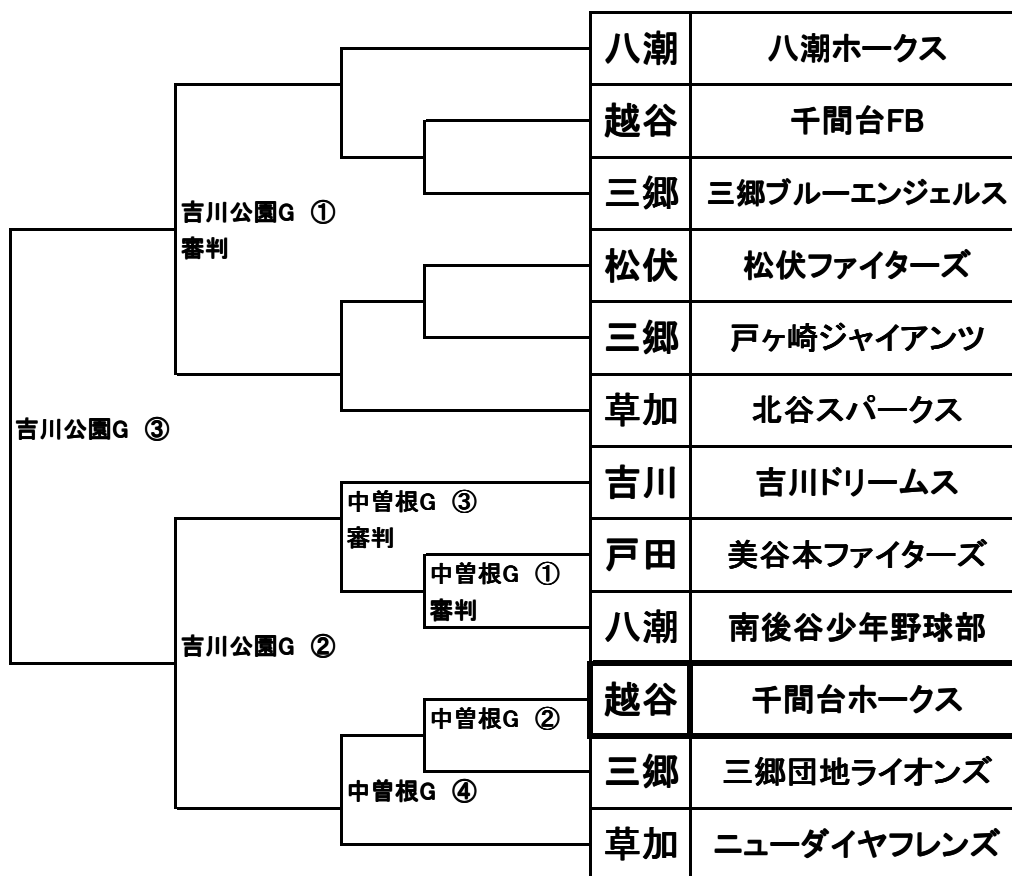 八潮 八潮ホークス
越谷 千間台FB
三郷 三郷ブルーエンジェルス
吉川公園G ①
審判
松伏 松伏ファイターズ
三郷 戸ヶ崎ジャイアンツ
草加 北谷スパークス
吉川公園G ③
吉川 吉川ドリームス
中曽根G ③
審判
戸田 美谷本ファイターズ
中曽根G ①
審判
八潮 南後谷少年野球部
吉川公園G ②
越谷 千間台ホークス
中曽根G ②
三郷 三郷団地ライオンズ
中曽根G ④
草加 ニューダイヤフレンズ